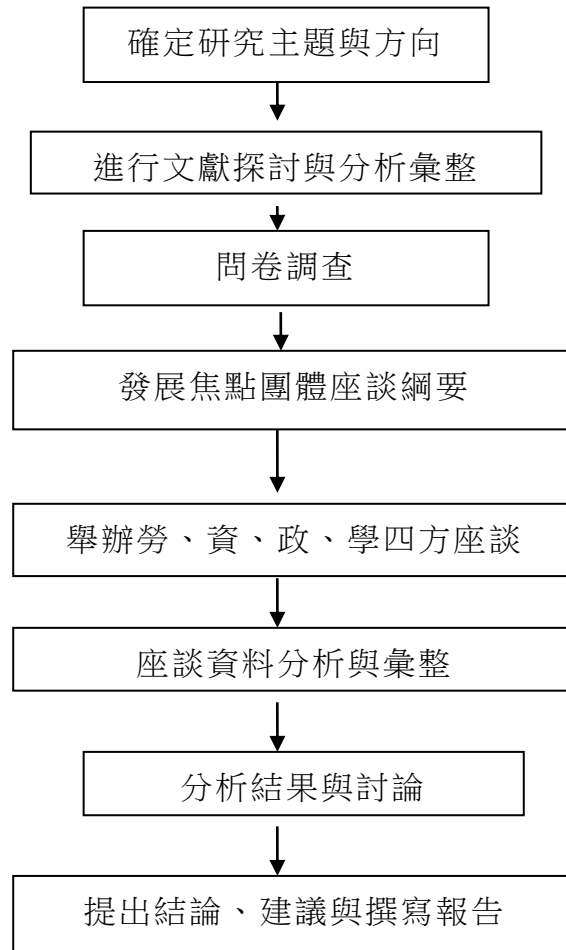 確定研究主題與方向
進行文獻探討與分析彙整
問卷調查
發展焦點團體座談綱要
舉辦勞、資、政、學四方座談
座談資料分析與彙整
分析結果與討論
提出結論、建議與撰寫報告